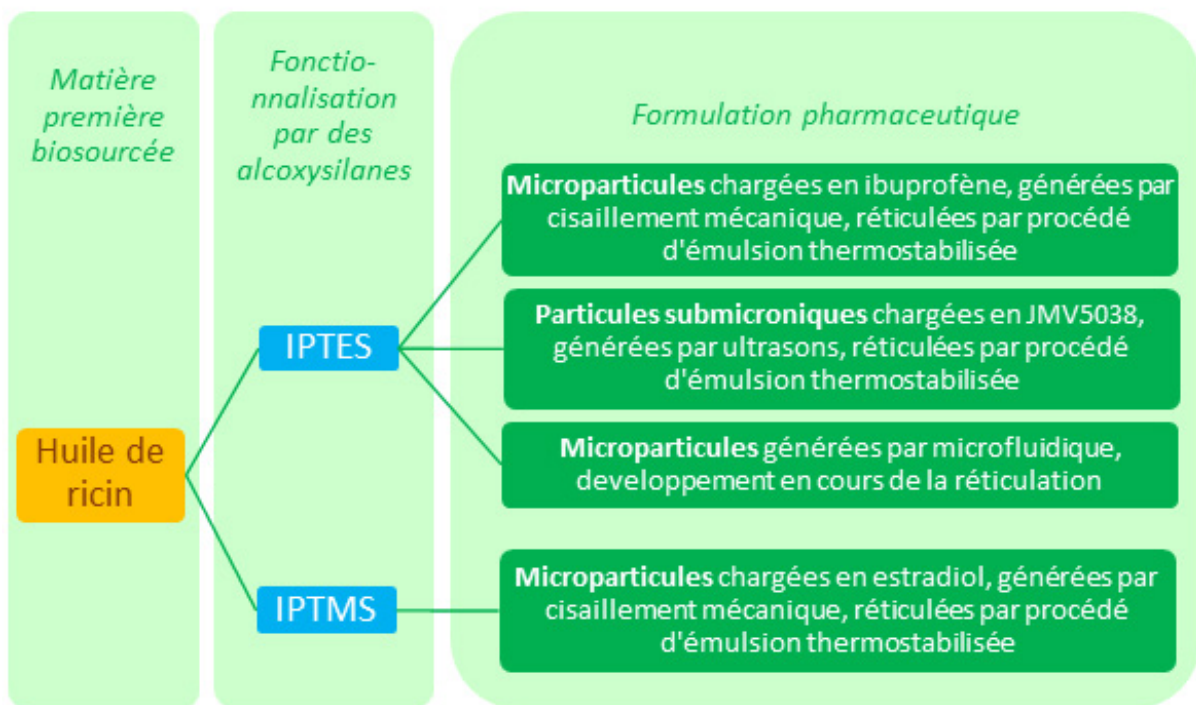 Matière
première
biosourcée
Fonctio-
nnalisation
par des
alcoxysilanes
Formulation pharmaceutique
Huile de
ricin
IPTES
IPTMS
Microparticules chargées en ibuprofène, générées par
cisaillement mécanique, réticulées par procédé
d'émulsion thermostabilisée
Particules submicroniques chargées en JMV5038,
générées par ultrasons, réticulées par procédé
d'émulsion thermostabilisée
Microparticules générées par microfluidique,
developpement en cours de la réticulation
Microparticules chargées en estradiol, générées par
cisaillement mécanique, réticulées par procédé
d'émulsion thermostabilisée